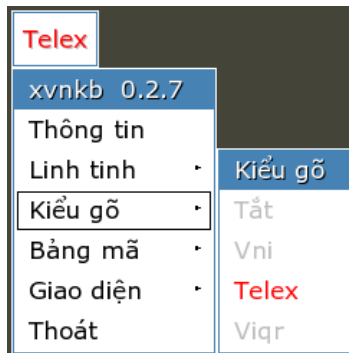 Telex
xvnkb 0.2.7
Thông tin
Linh tinh
Kiểu gõ
Bảng mã
Giao diện
Thoát
Kiểu gõ
Tắt
Vni
Telex
Viqr